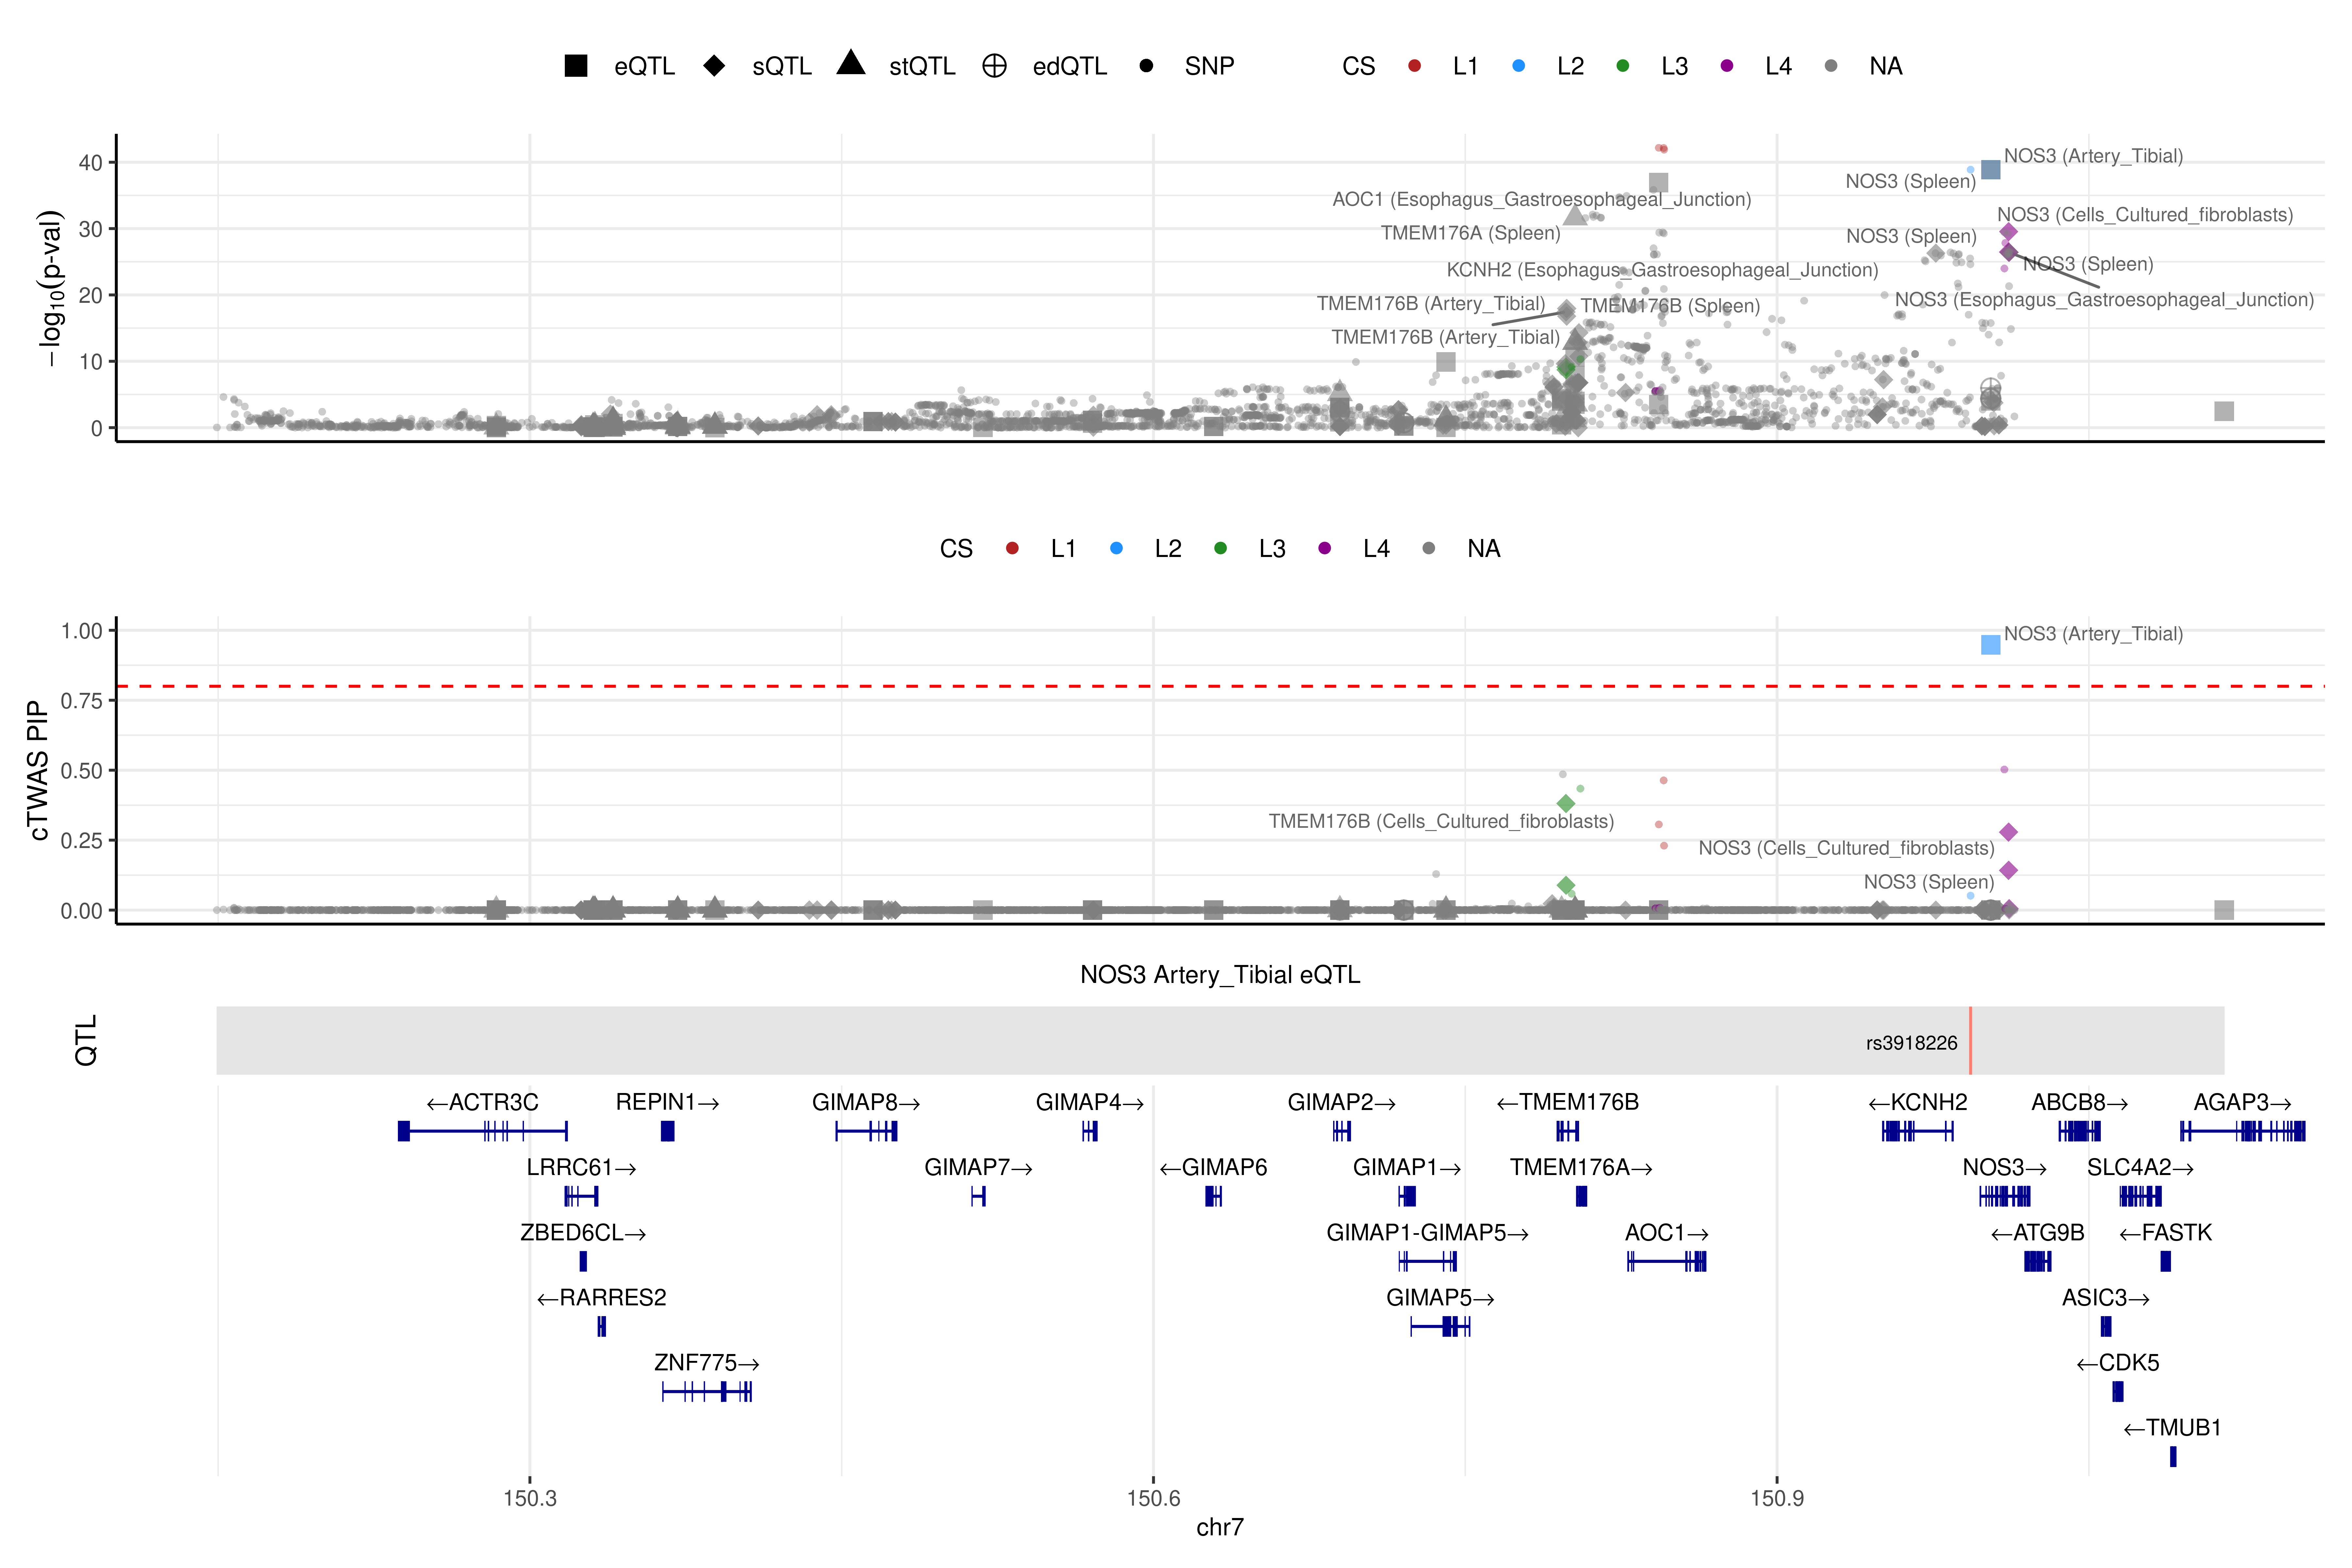 eQTL sQTL stQTL edQTL SNP CS L1 L2 L3 L4 NA
−log10(p-val)
40
30
20
10
0
NOS3 (Artery_Tibial)
NOS3 (Spleen)
AOC1 (Esophagus_Gastroesophageal_Junction)
NOS3 (Cells_Cultured_fibroblasts)
TMEM176A (Spleen)
NOS3 (Spleen)
NOS3 (Spleen)
KCNH2 (Esophagus_Gastroesophageal_Junction)
NOS3 (Esophagus_Gastroesophageal_Junction)
TMEM176B (Artery_Tibial)
TMEM176B (Spleen)
TMEM176B (Artery_Tibial)
CS L1 L2 L3 L4 NA
cTWAS PIP
1.00
0.75
0.50
0.25
0.00
NOS3 (Artery_Tibial)
TMEM176B (Cells_Cultured_fibroblasts)
NOS3 (Cells_Cultured_fibroblasts)
NOS3 (Spleen)
NOS3 Artery_Tibial eQTL
QTL
rs3918226
←ACTR3C REPIN1→ GIMAP8→ GIMAP4→ GIMAP2→ ←TMEM176B ←KCNH2 ABCB8→ AGAP3→
LRRC61→ GIMAP7→ ←GIMAP6 GIMAP1→ TMEM176A→ NOS3→ SLC4A2→
ZBED6CL→ GIMAP1-GIMAP5→ AOC1→ ←ATG9B ←FASTK
←RARRES2 GIMAP5→ ASIC3→
ZNF775→ ←CDK5
←TMUB1
150.3 150.6 150.9
chr7